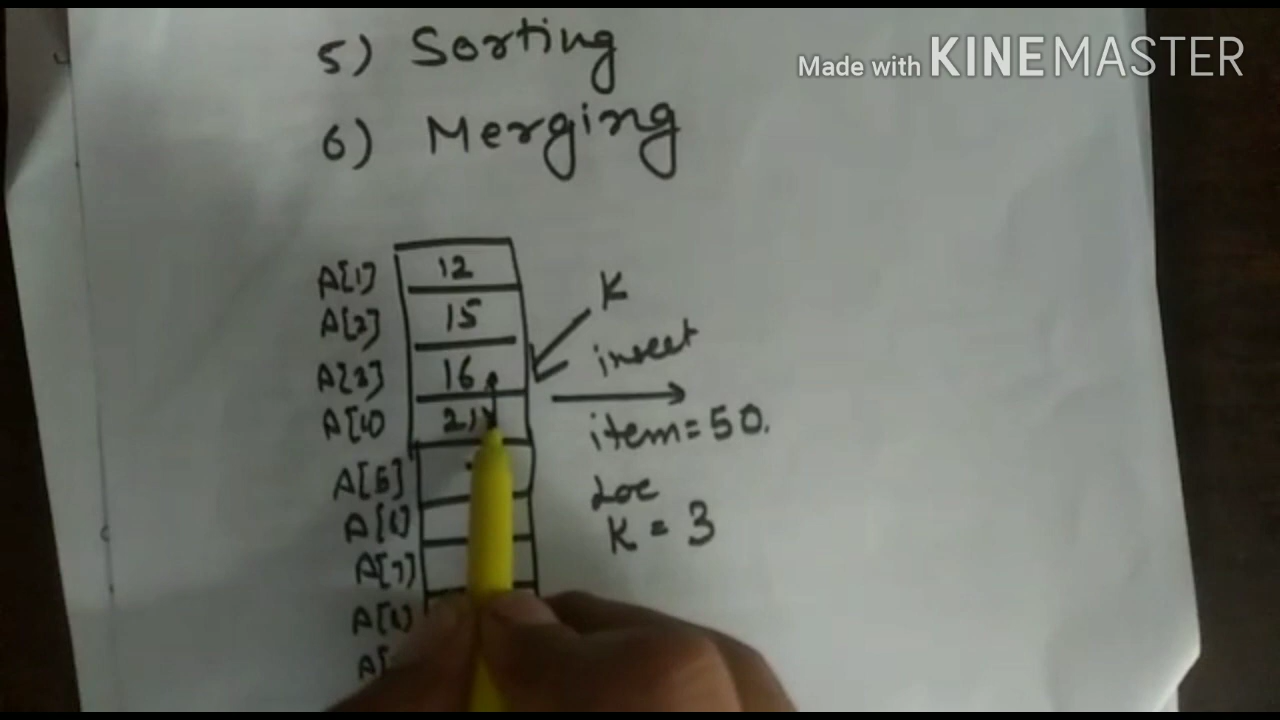 5) Sorting
Made with KINEMASTER
6) Merging
A[1] 12
A[2] 15
K
A[3] 16
insert
A[4] 21
item = 50.
A[5]
Loc
A[6]
K = 3
A[7]
A[8]
A[